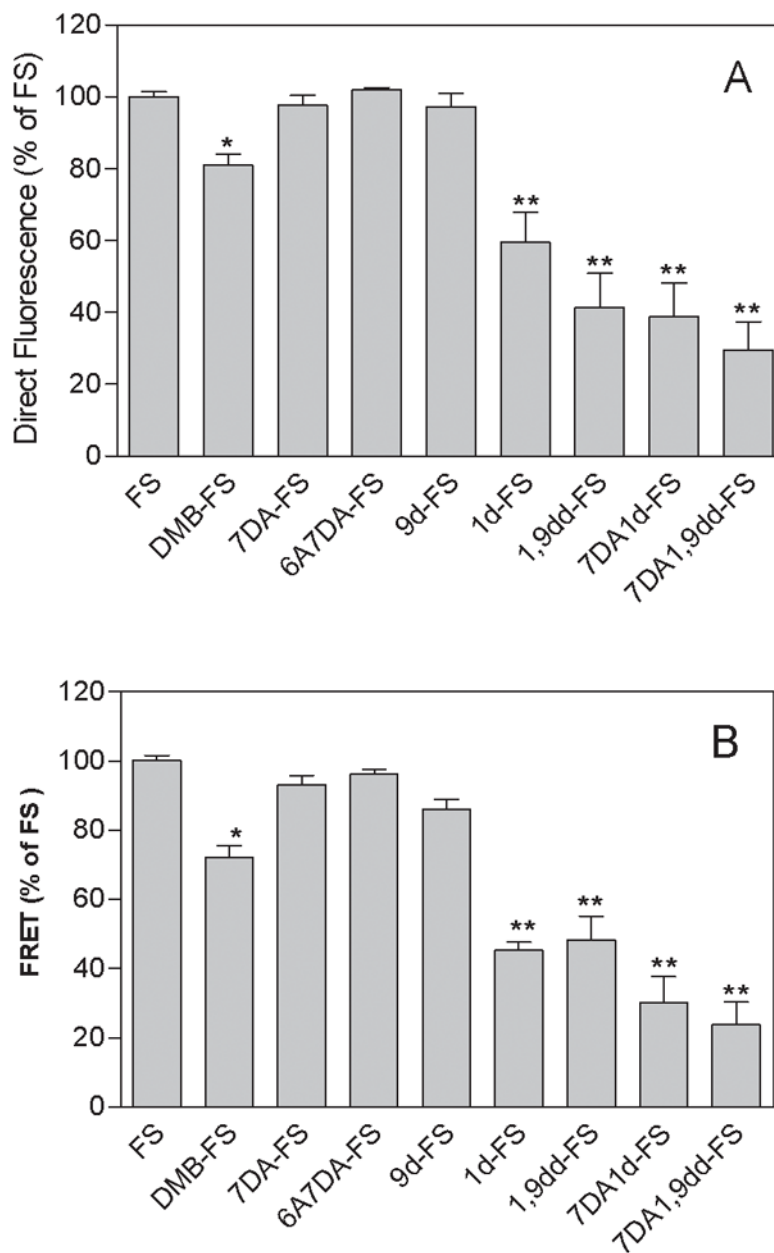 A
Direct Fluorescence (% of FS)
120
100
80
60
40
20
0
*
**
**
**
**
FS
DMB-FS
7DA-FS
6A7DA-FS
9d-FS
1d-FS
1,9dd-FS
7DA1d-FS
7DA1,9dd-FS
B
FRET (% of FS )
120
100
80
60
40
20
0
*
**
**
**
**
FS
DMB-FS
7DA-FS
6A7DA-FS
9d-FS
1d-FS
1,9dd-FS
7DA1d-FS
7DA1,9dd-FS